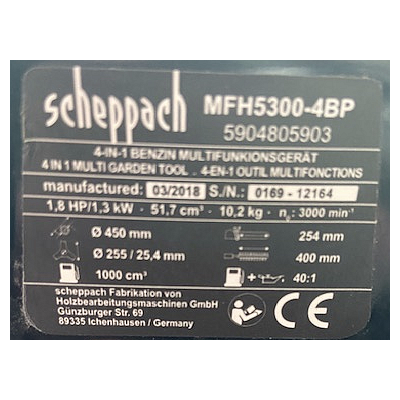 scheppach MFH5300-4BP
5904805903
4-IN-1 BENZIN MULTIFUNKIONSGERÄT
4 IN 1 MULTI GARDEN TOOL. - 4-EN-1 OUTIL MULTIFONCTIONS
manufactured: 03/2018 S./N.: 0169 - 12164
1,8 HP/1,3 kW · 51,7 cm³ · 10,2 kg · n₀: 3000 min⁻¹
Ø 450 mm 254 mm
Ø 255 / 25,4 mm 400 mm
1000 cm³ + 40:1
scheppach Fabrikation von
Holzbearbeitungsmaschinen GmbH
Günzburger Str. 69
89335 Ichenhausen / Germany
CE